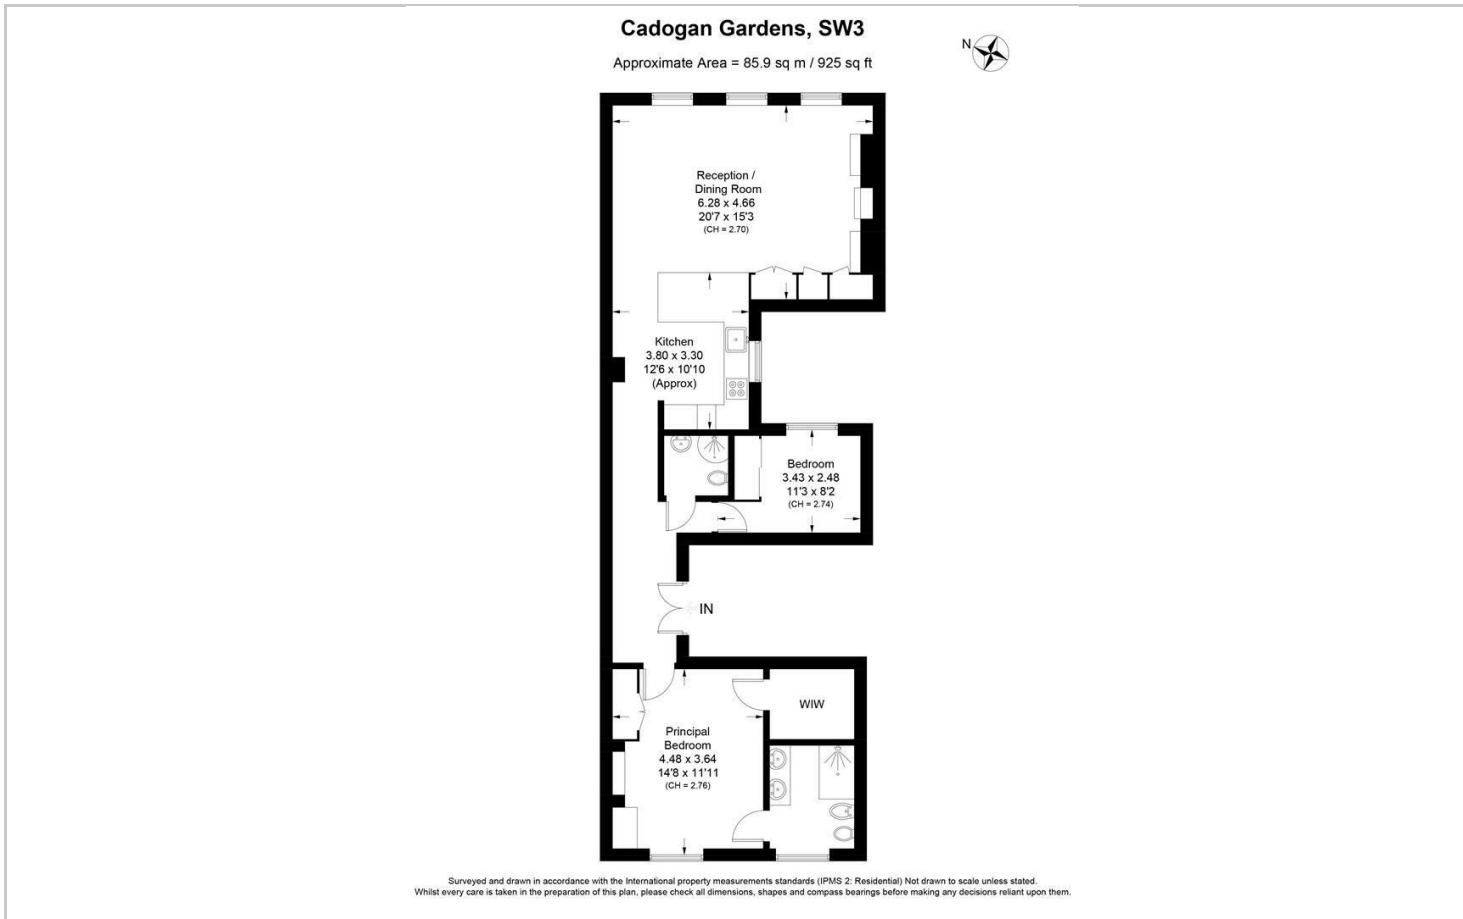 Cadogan Gardens, SW3
N
Approximate Area = 85.9 sq m / 925 sq ft
Reception /
Dining Room
6.28 x 4.66
20'7 x 15'3
(CH = 2.70)
Kitchen
3.80 x 3.30
12'6 x 10'10
(Approx)
Bedroom
3.43 x 2.48
11'3 x 8'2
(CH = 2.74)
IN
WIW
Principal
Bedroom
4.48 x 3.64
14'8 x 11'11
(CH = 2.76)
Surveyed and drawn in accordance with the International property measurements standards (IPMS 2: Residential) Not drawn to scale unless stated.
Whilst every care is taken in the preparation of this plan, please check all dimensions, shapes and compass bearings before making any decisions reliant upon them.